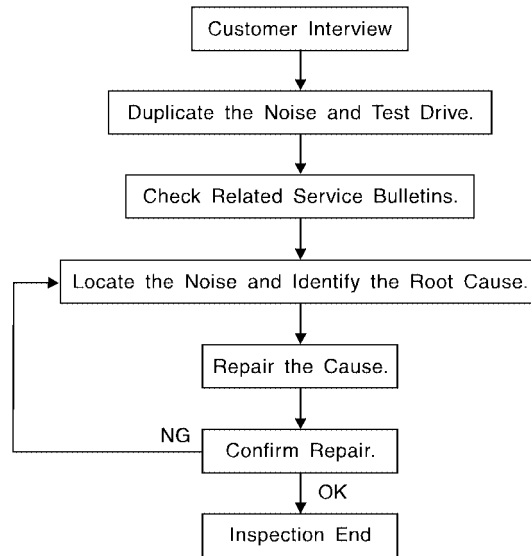 Customer Interview
Duplicate the Noise and Test Drive.
Check Related Service Bulletins.
Locate the Noise and Identify the Root Cause.
Repair the Cause.
NG
Confirm Repair.
OK
Inspection End